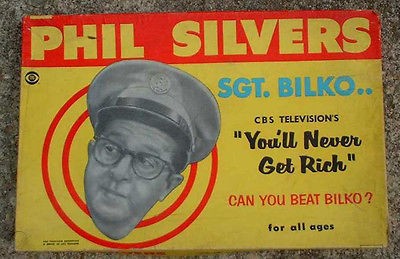 PHIL SILVERS
SGT. BILKO..
CBS TELEVISION'S
"You'll Never
Get Rich"
CAN YOU BEAT BILKO?
for all ages